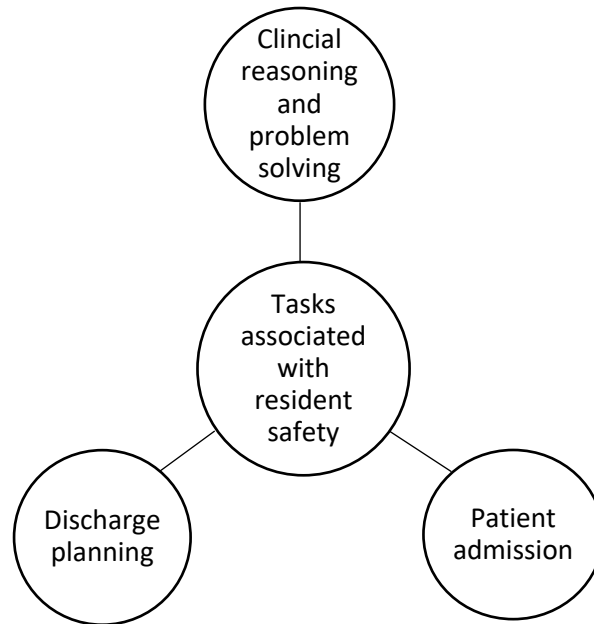 Clincial
reasoning
and
problem
solving
Tasks
associated
with
resident
safety
Discharge
planning
Patient
admission